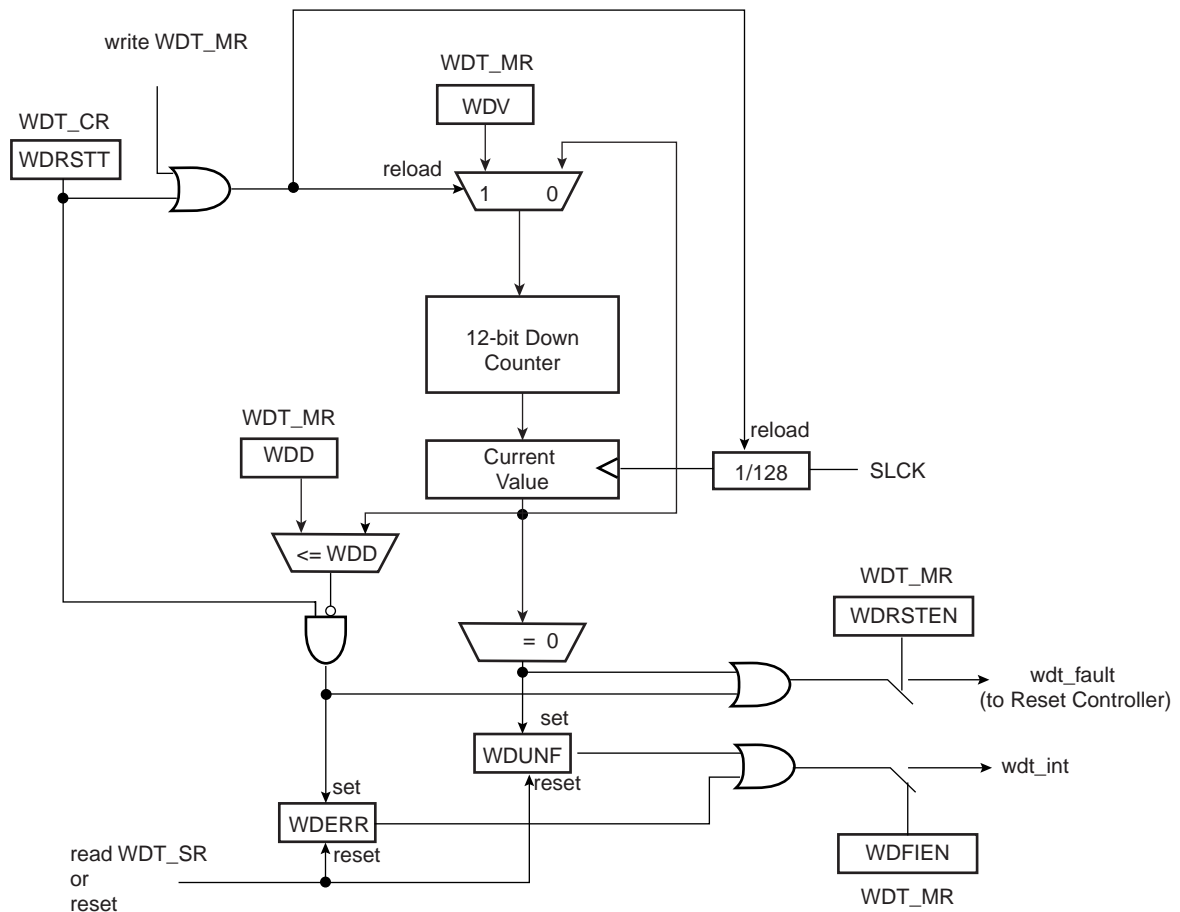 write WDT_MR
WDT_MR
WDV
WDT_CR
WDRSTT
reload
1 0
12-bit Down
Counter
WDT_MR
WDD
reload
Current
Value
1/128
SLCK
<= WDD
WDT_MR
WDRSTEN
= 0
wdt_fault
(to Reset Controller)
set
WDUNF
reset
wdt_int
set
WDERR
reset
WDFIEN
WDT_MR
read WDT_SR
or
reset